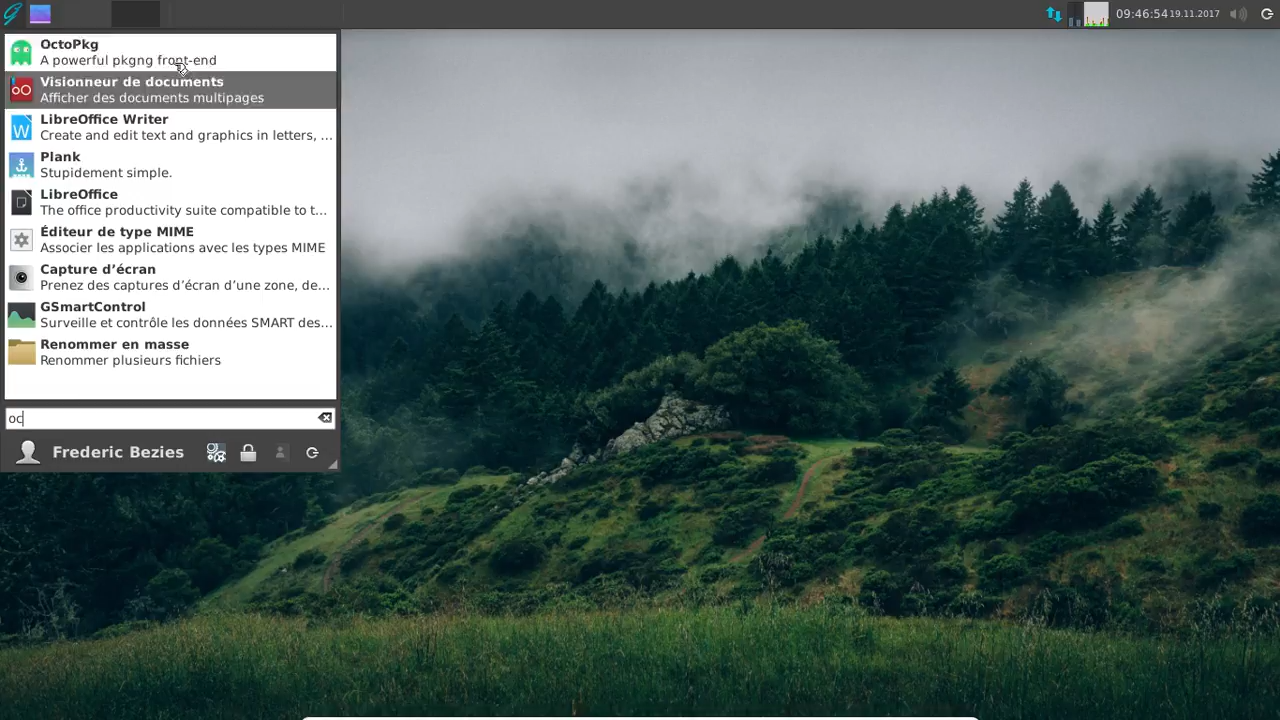 09:46:54 19.11.2017
OctoPkg
A powerful pkgng front-end
Visionneur de documents
Afficher des documents multipages
LibreOffice Writer
Create and edit text and graphics in letters, ...
Plank
Stupidement simple.
LibreOffice
The office productivity suite compatible to t...
Éditeur de type MIME
Associer les applications avec les types MIME
Capture d’écran
Prenez des captures d’écran d’une zone, de...
GSmartControl
Surveille et contrôle les données SMART des...
Renommer en masse
Renommer plusieurs fichiers
oc
Frederic Bezies